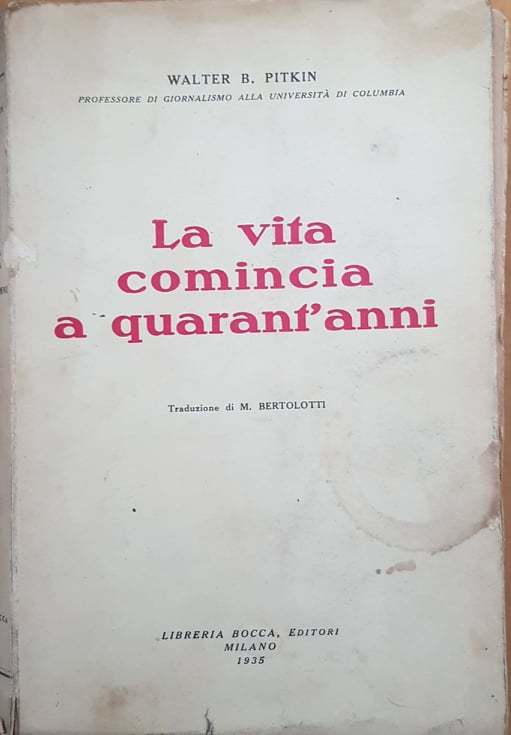 WALTER B. PITKIN
PROFESSORE DI GIORNALISMO ALLA UNIVERSITÀ DI COLUMBIA
La vita
comincia
a quarant'anni
Traduzione di M. BERTOLOTTI
LIBRERIA BOCCA, EDITORI
MILANO
1935